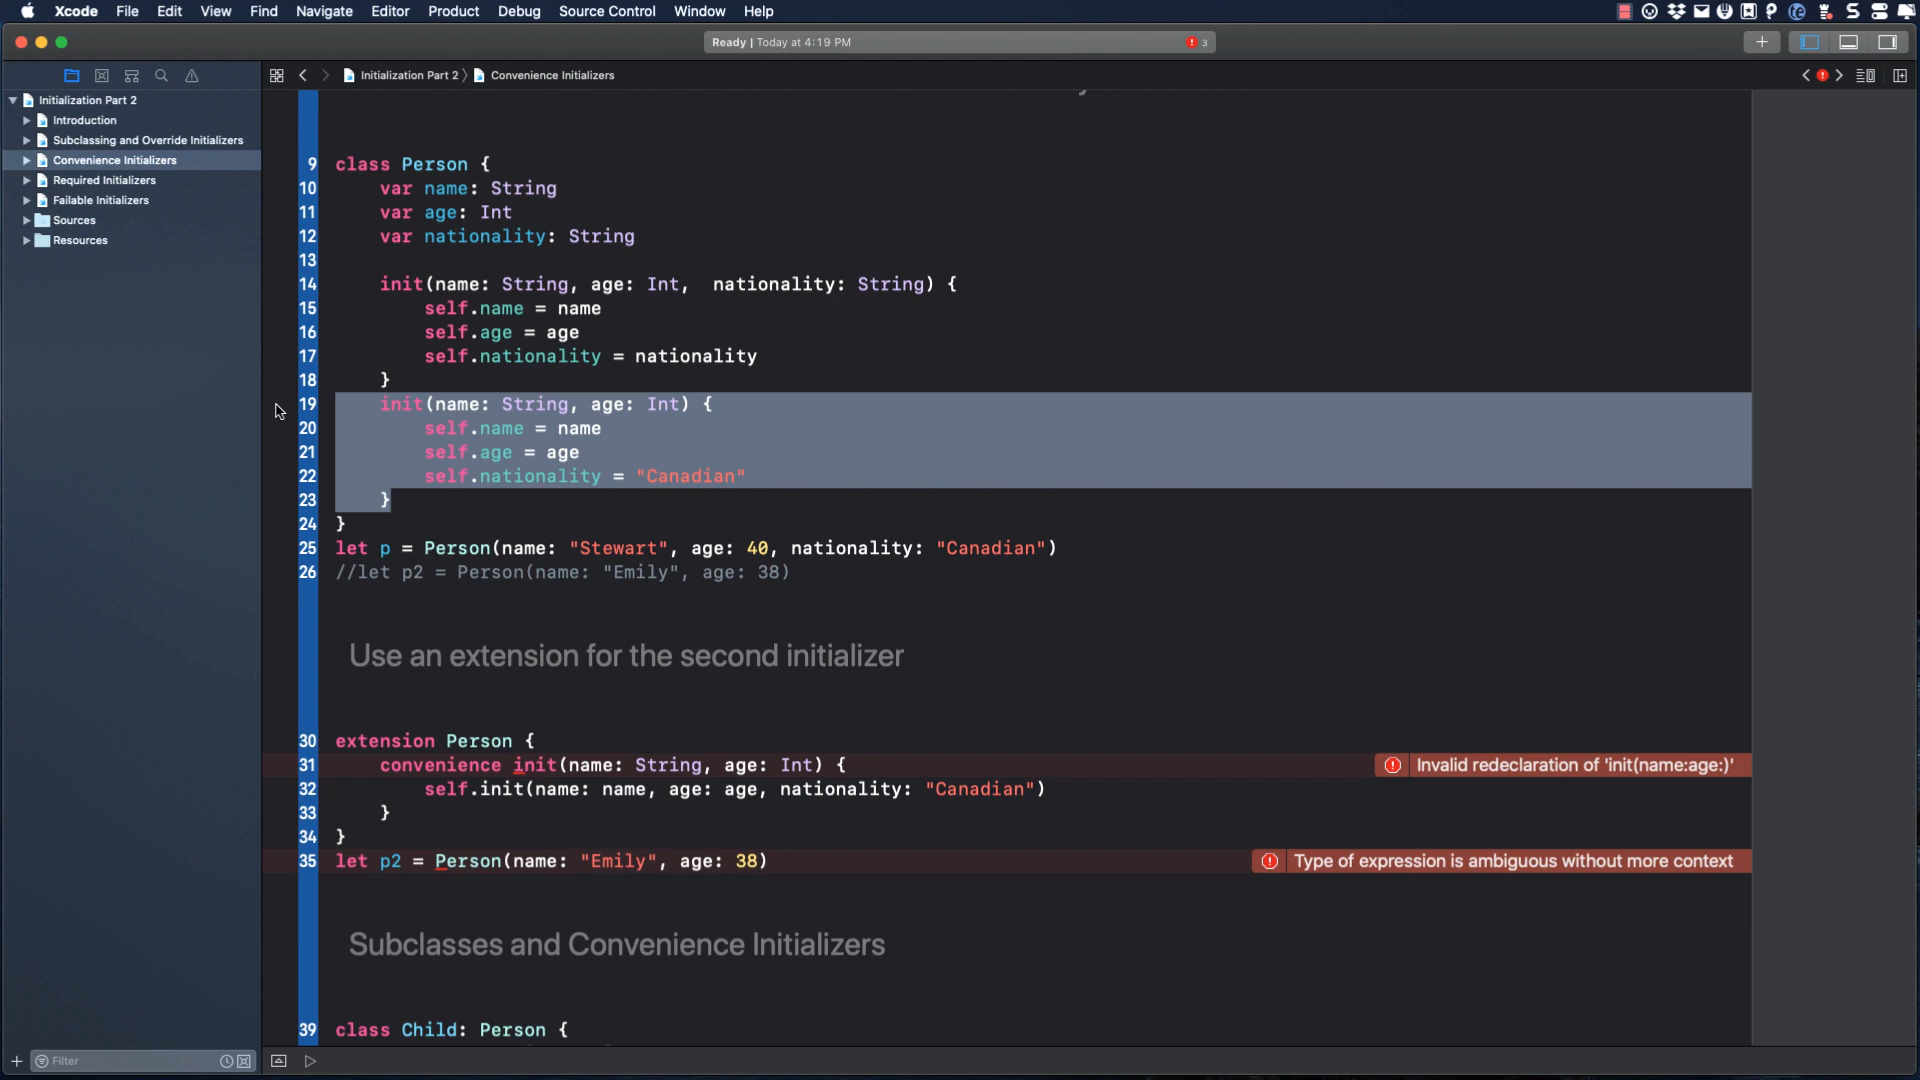 Xcode File Edit View Find Navigate Editor Product Debug Source Control Window Help
Ready | Today at 4:19 PM
3
Initialization Part 2
Convenience Initializers
Initialization Part 2
Introduction
Subclassing and Override Initializers
Convenience Initializers
Required Initializers
Failable Initializers
Sources
Resources
9 class Person {
10 var name: String
11 var age: Int
12 var nationality: String
13
14 init(name: String, age: Int,  nationality: String) {
15 self.name = name
16 self.age = age
17 self.nationality = nationality
18 }
19 init(name: String, age: Int) {
20 self.name = name
21 self.age = age
22 self.nationality = "Canadian"
23 }
24 }
25 let p = Person(name: "Stewart", age: 40, nationality: "Canadian")
26 //let p2 = Person(name: "Emily", age: 38)
Use an extension for the second initializer
30 extension Person {
31 convenience init(name: String, age: Int) {
Invalid redeclaration of 'init(name:age:)'
32 self.init(name: name, age: age, nationality: "Canadian")
33 }
34 }
35 let p2 = Person(name: "Emily", age: 38)
Type of expression is ambiguous without more context
Subclasses and Convenience Initializers
39 class Child: Person {
Filter